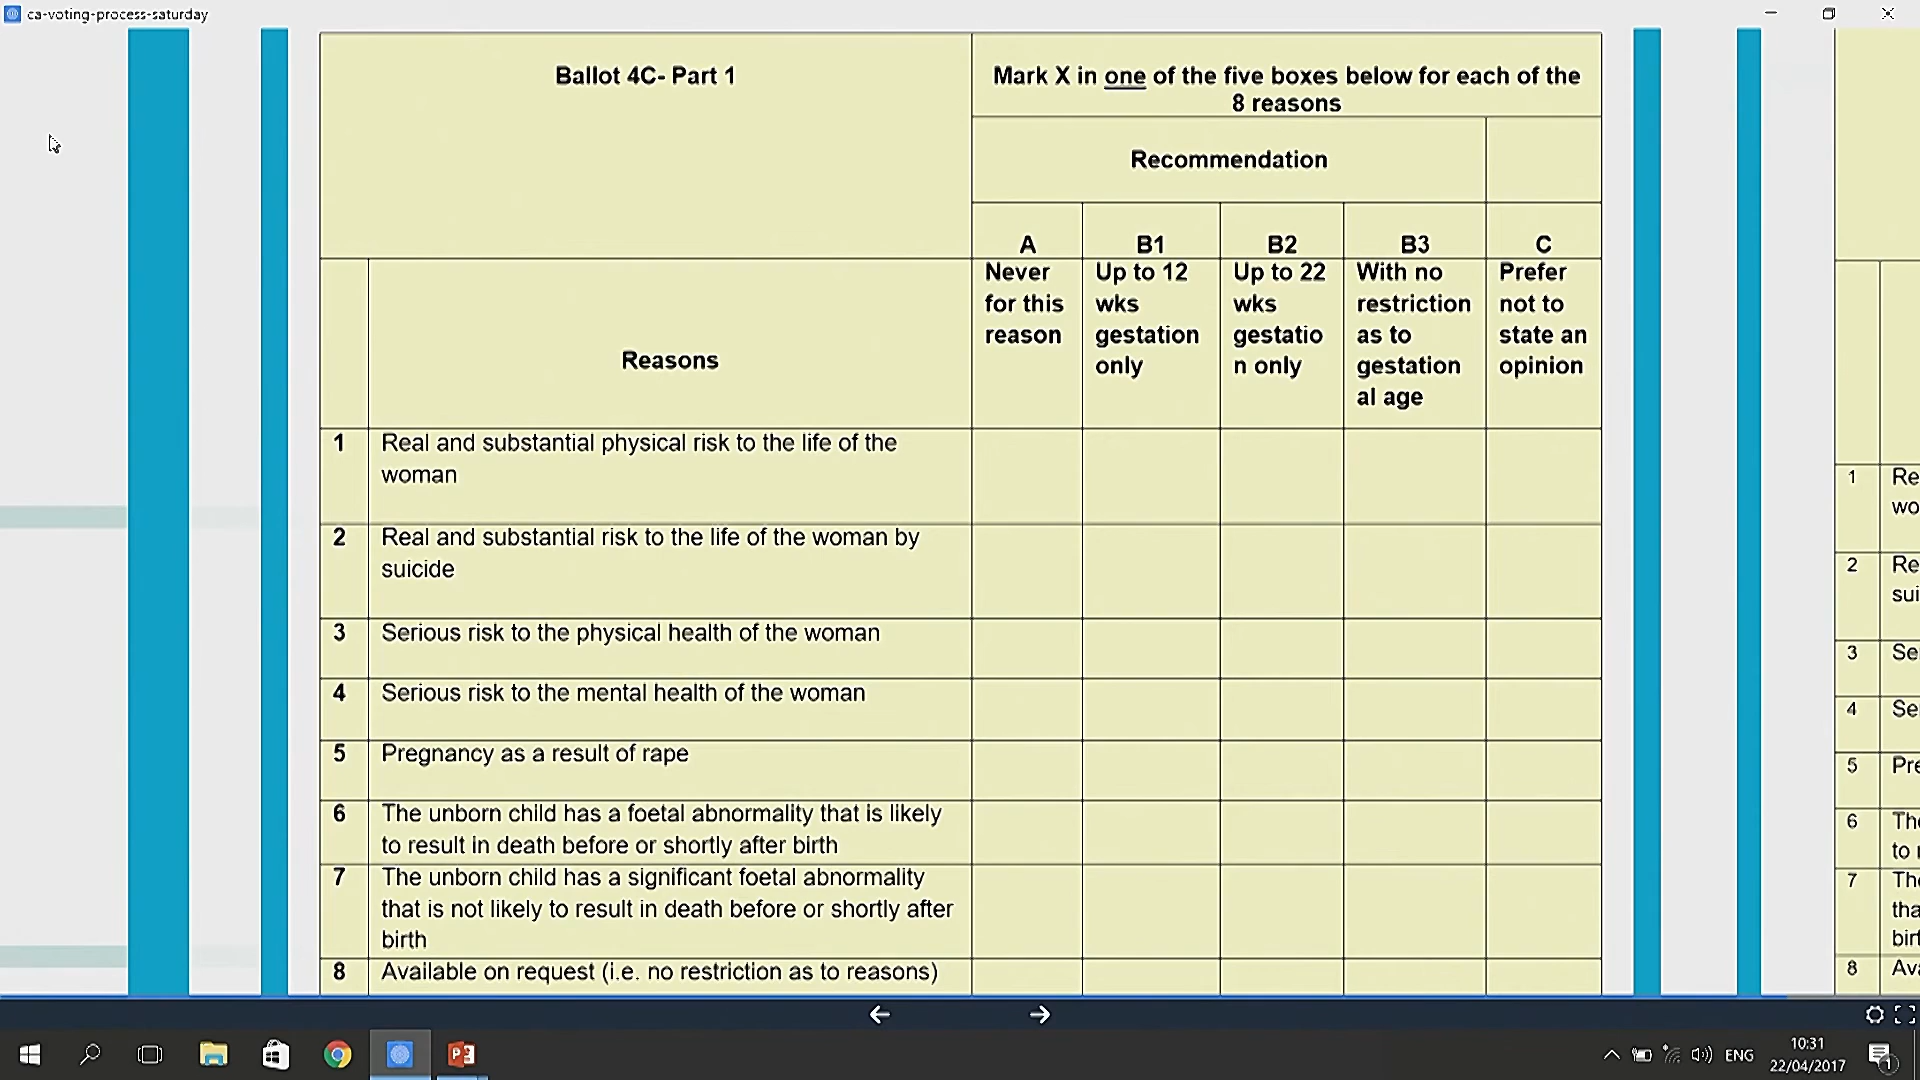 ca-voting-process-saturday
Ballot 4C- Part 1
Mark X in one of the five boxes below for each of the
8 reasons
Recommendation
A
B1
B2
B3
C
Reasons
Never
for this
reason
Up to 12
wks
gestation
only
Up to 22
wks
gestatio
n only
With no
restriction
as to
gestation
al age
Prefer
not to
state an
opinion
1
Real and substantial physical risk to the life of the
woman
2
Real and substantial risk to the life of the woman by
suicide
3
Serious risk to the physical health of the woman
4
Serious risk to the mental health of the woman
5
Pregnancy as a result of rape
6
The unborn child has a foetal abnormality that is likely
to result in death before or shortly after birth
7
The unborn child has a significant foetal abnormality
that is not likely to result in death before or shortly after
birth
8
Available on request (i.e. no restriction as to reasons)
1
Re
wo
2
Re
sui
3
Se
4
Se
5
Pre
6
The
to r
7
The
tha
birt
8
Ava
ENG
10:31
22/04/2017
1